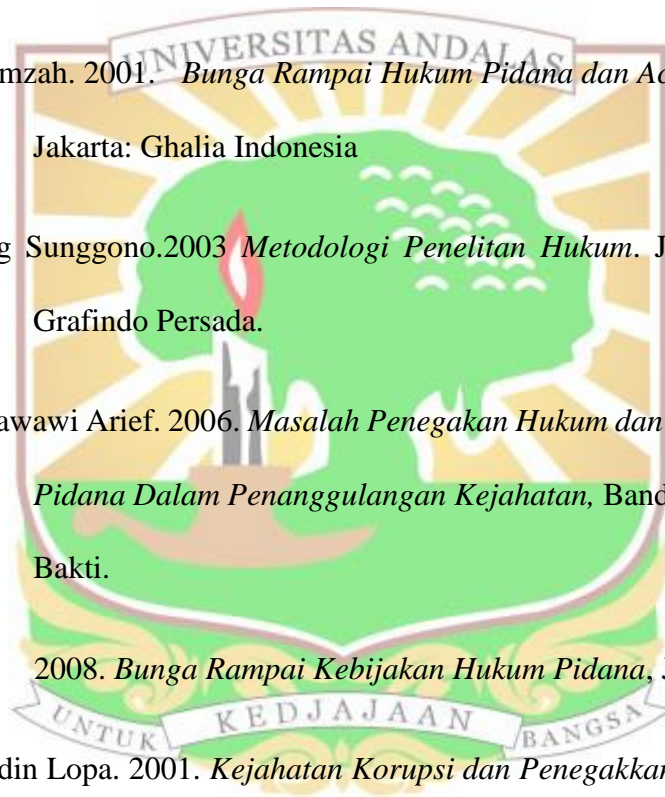 UNIVERSITAS ANDALAS
mzah. 2001. Bunga Rampai Hukum Pidana dan Ac
Jakarta: Ghalia Indonesia
g Sunggono.2003 Metodologi Penelitan Hukum. J
Grafindo Persada.
awawi Arief. 2006. Masalah Penegakan Hukum dan
Pidana Dalam Penanggulangan Kejahatan, Band
Bakti.
2008. Bunga Rampai Kebijakan Hukum Pidana, J
UNTUK KEDJAJAAN BANGSA
din Lopa. 2001. Kejahatan Korupsi dan Penegakkan